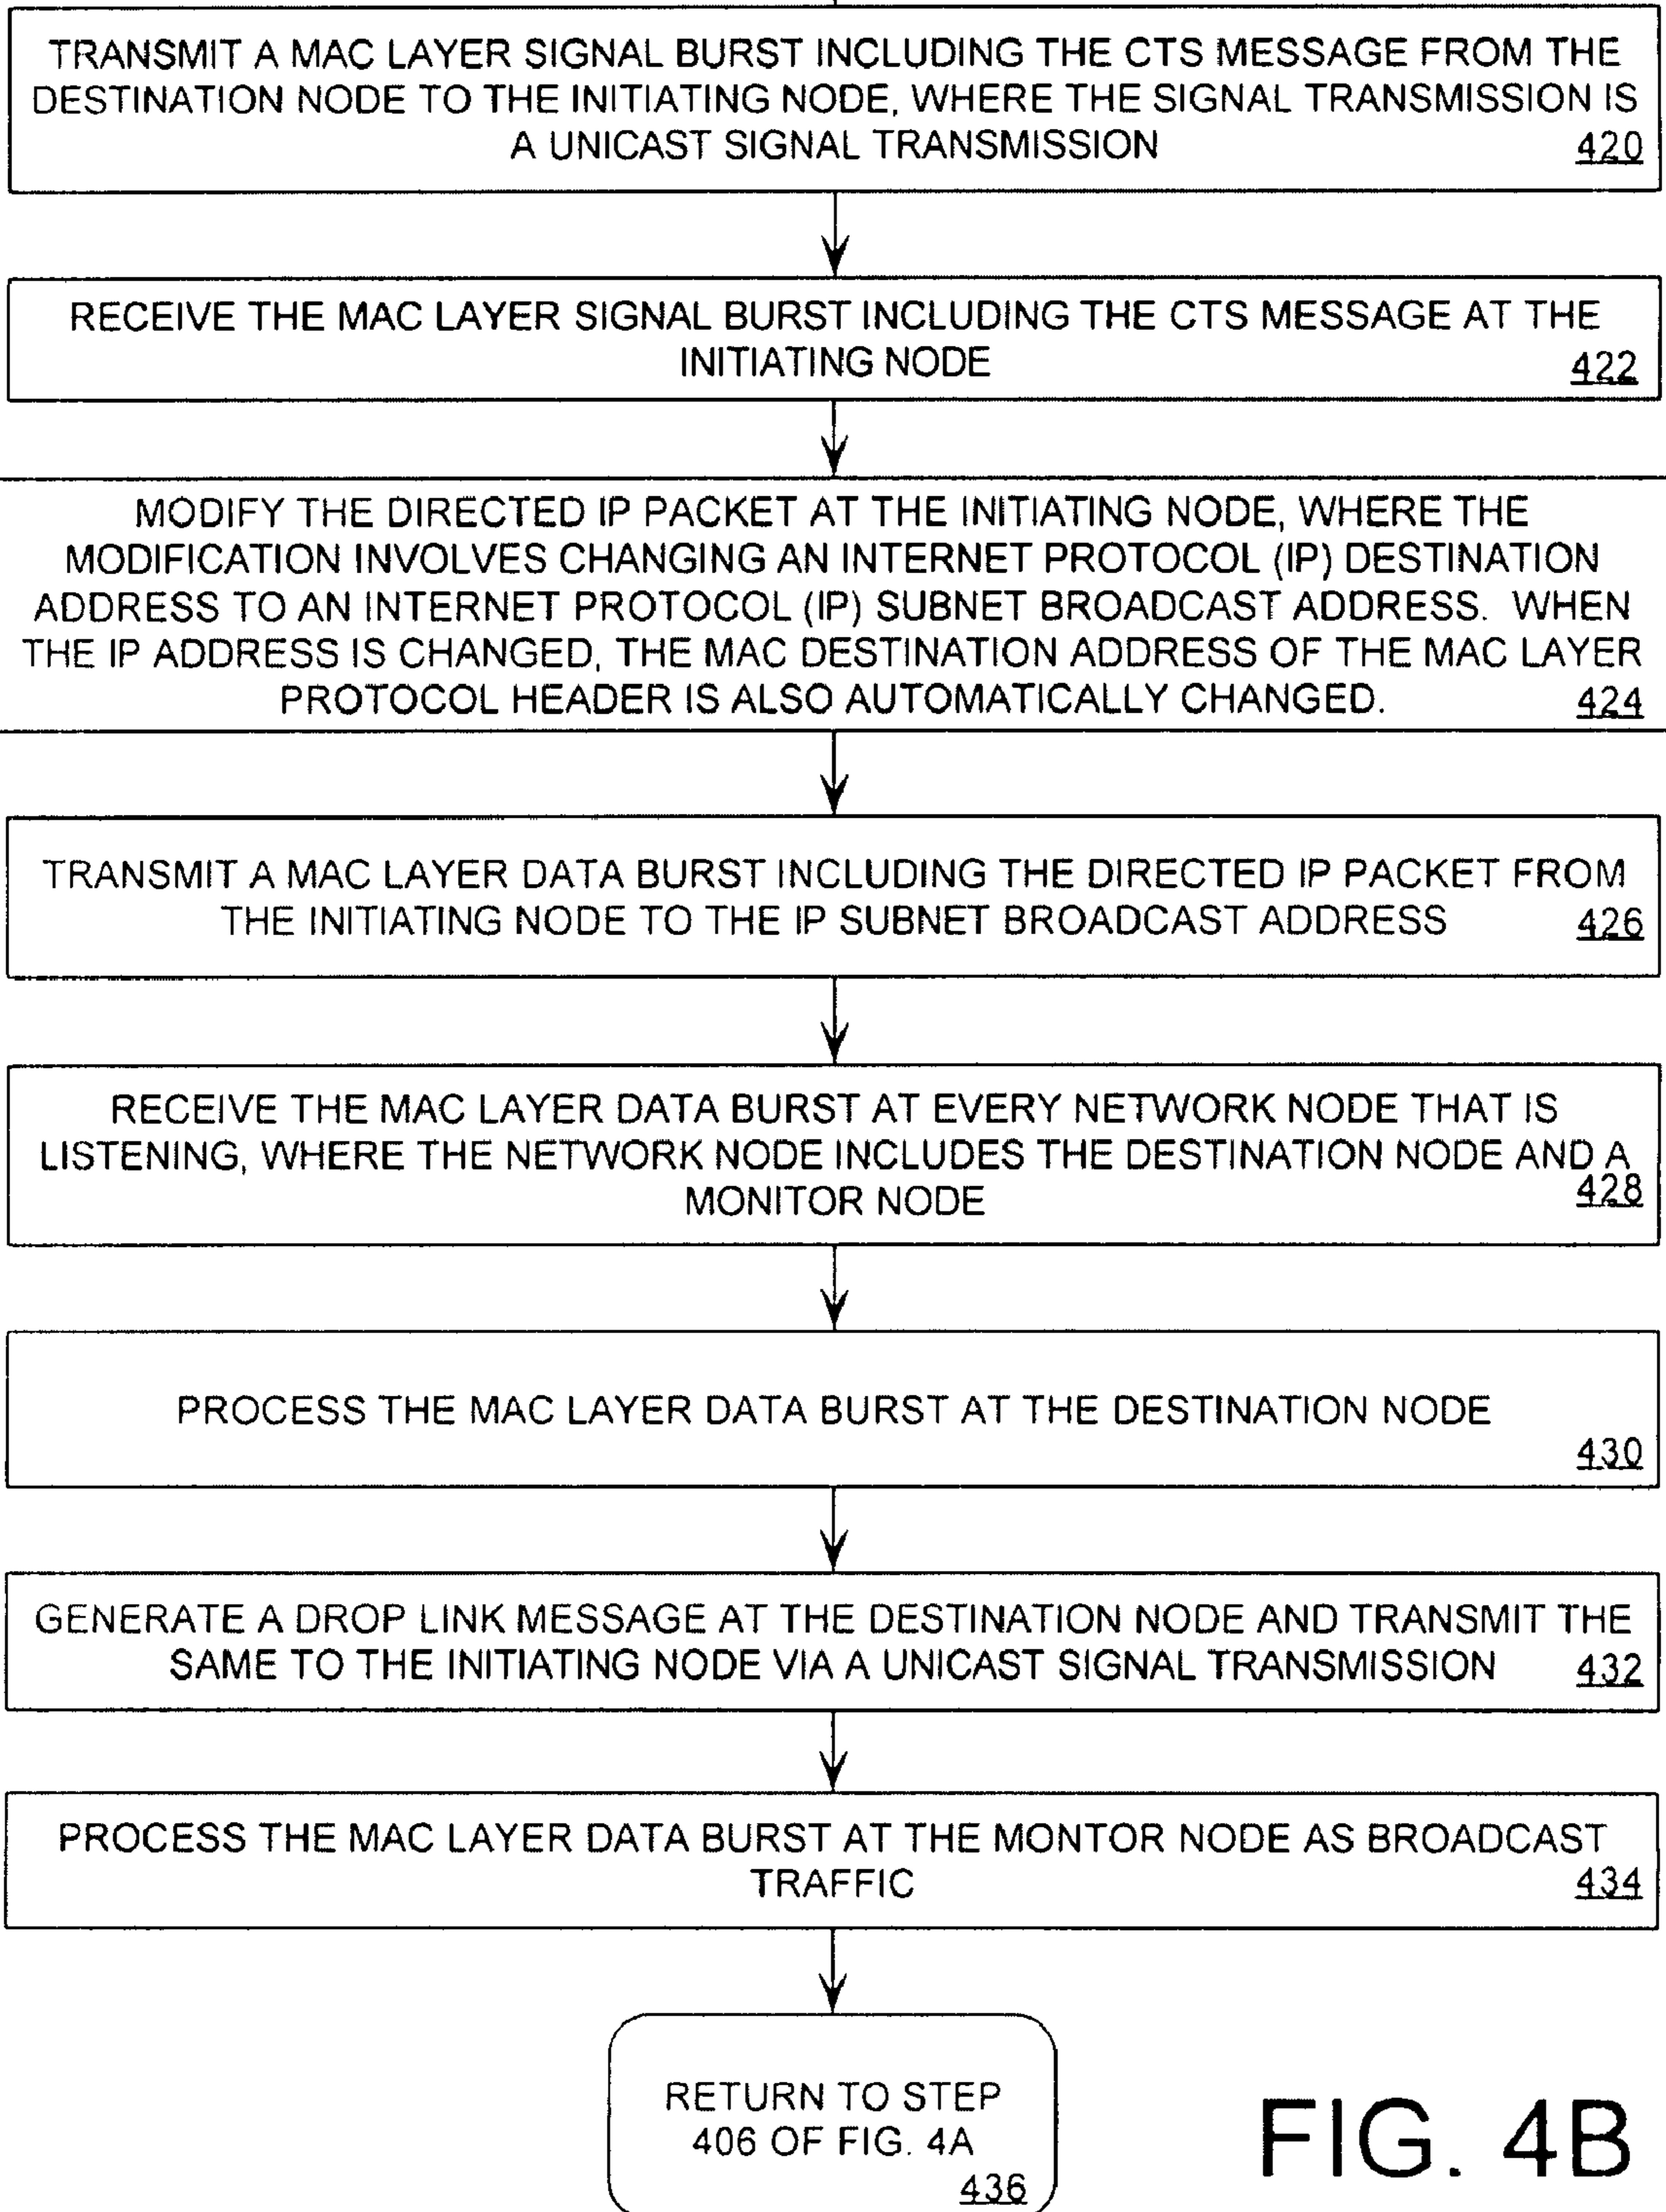 TRANSMIT A MAC LAYER SIGNAL BURST INCLUDING THE CTS MESSAGE FROM THE
DESTINATION NODE TO THE INITIATING NODE, WHERE THE SIGNAL TRANSMISSION IS
A UNICAST SIGNAL TRANSMISSION
420
RECEIVE THE MAC LAYER SIGNAL BURST INCLUDING THE CTS MESSAGE AT THE
INITIATING NODE
422
MODIFY THE DIRECTED IP PACKET AT THE INITIATING NODE, WHERE THE
MODIFICATION INVOLVES CHANGING AN INTERNET PROTOCOL (IP) DESTINATION
ADDRESS TO AN INTERNET PROTOCOL (IP) SUBNET BROADCAST ADDRESS. WHEN
THE IP ADDRESS IS CHANGED, THE MAC DESTINATION ADDRESS OF THE MAC LAYER
PROTOCOL HEADER IS ALSO AUTOMATICALLY CHANGED.
424
TRANSMIT A MAC LAYER DATA BURST INCLUDING THE DIRECTED IP PACKET FROM
THE INITIATING NODE TO THE IP SUBNET BROADCAST ADDRESS
426
RECEIVE THE MAC LAYER DATA BURST AT EVERY NETWORK NODE THAT IS
LISTENING, WHERE THE NETWORK NODE INCLUDES THE DESTINATION NODE AND A
MONITOR NODE
428
PROCESS THE MAC LAYER DATA BURST AT THE DESTINATION NODE
430
GENERATE A DROP LINK MESSAGE AT THE DESTINATION NODE AND TRANSMIT THE
SAME TO THE INITIATING NODE VIA A UNICAST SIGNAL TRANSMISSION
432
PROCESS THE MAC LAYER DATA BURST AT THE MONTOR NODE AS BROADCAST
TRAFFIC
434
RETURN TO STEP
406 OF FIG. 4A
436
FIG. 4B